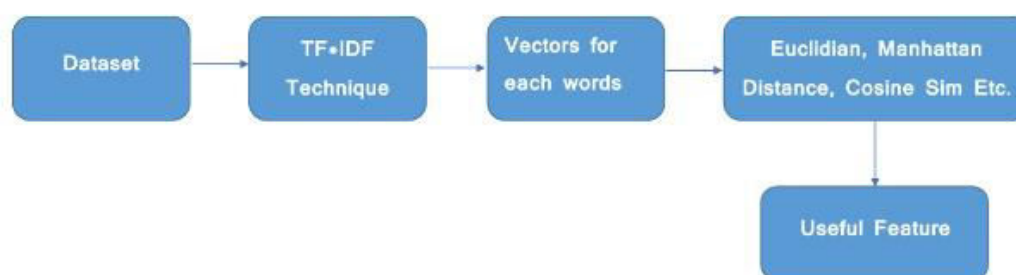 Dataset
TF•IDF
Technique
Vectors for
each words
Euclidian, Manhattan
Distance, Cosine Sim Etc.
Useful Feature